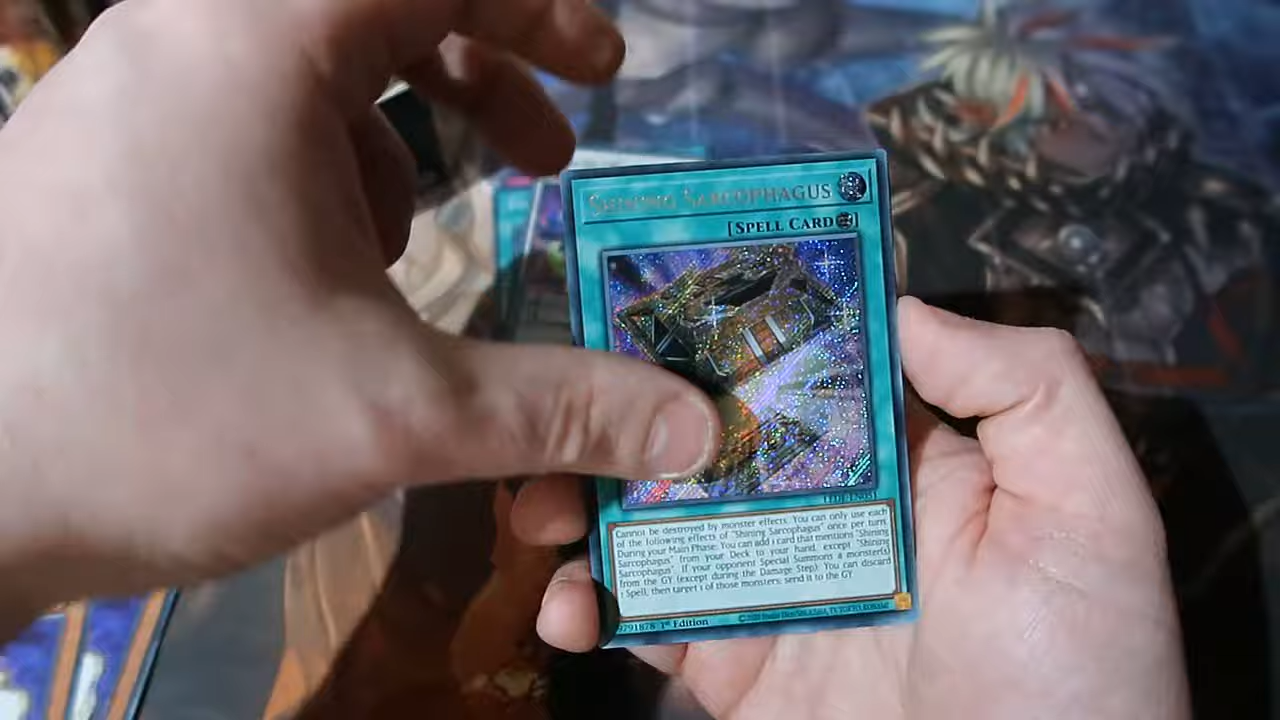 SHINING SARCOPHAGUS
[SPELL CARD]
LEDE-EN051
Cannot be destroyed by monster effects. You can only use each
of the following effects of "Shining Sarcophagus" once per turn.
During your Main Phase: You can add 1 card that mentions "Shining
Sarcophagus" from your Deck to your hand, except "Shining
Sarcophagus". If your opponent Special Summons a monster(s)
from the GY (except during the Damage Step): You can discard
1 Spell, then target 1 of those monsters; send it to the GY.
79791878 1st Edition